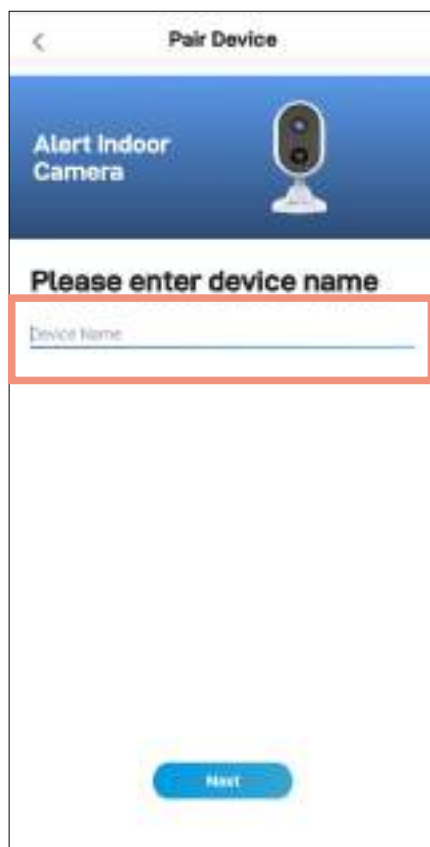 Pair Device
Alert Indoor
Camera
Please enter device name
Device Name
Next